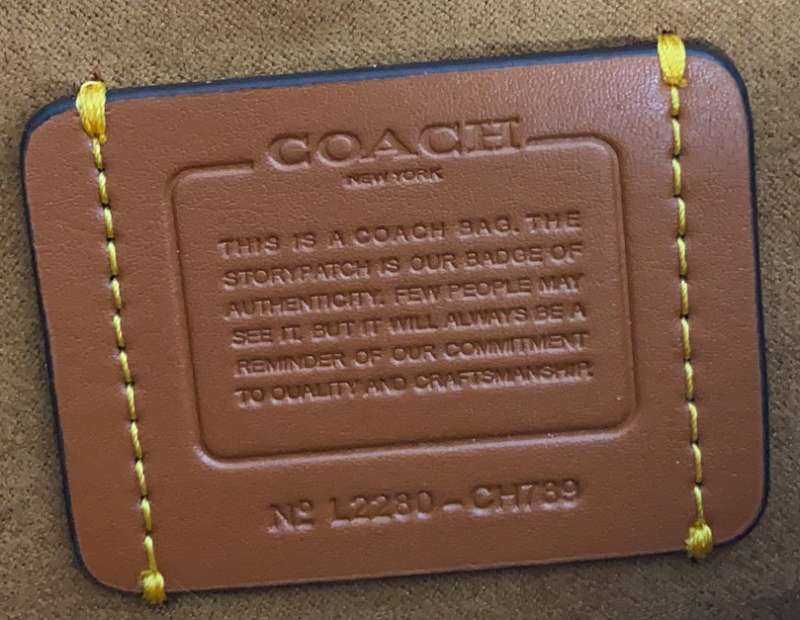 COACH
NEW YORK
THIS IS A COACH BAG. THE
STORYPATCH IS OUR BADGE OF
AUTHENTICITY. FEW PEOPLE MAY
SEE IT, BUT IT WILL ALWAYS BE A
REMINDER OF OUR COMMITMENT
TO QUALITY AND CRAFTSMANSHIP.
Nº L2280-CH739